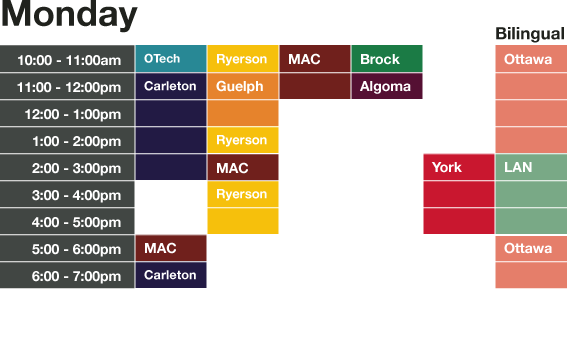 Monday
Bilingual
10:00 - 11:00am OTech Ryerson MAC Brock Ottawa
11:00 - 12:00pm Carleton Guelph Algoma
12:00 - 1:00pm
1:00 - 2:00pm Ryerson
2:00 - 3:00pm MAC York LAN
3:00 - 4:00pm Ryerson
4:00 - 5:00pm
5:00 - 6:00pm MAC Ottawa
6:00 - 7:00pm Carleton